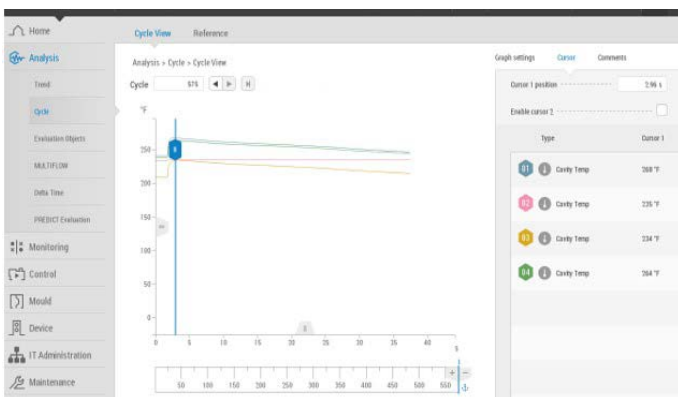 Home
Analysis
Trend
Cycle
Evaluation Objects
MULTIFLOW
Delta Time
PREDICT Evaluation
Monitoring
Control
Mould
Device
IT Administration
Maintenance
Cycle View Reference
Analysis > Cycle > Cycle View
Cycle 575
°F
250
200
150
100
50
0
0 5 10 15 20 25 30 35 40
s
50 100 150 200 250 300 350 400 450 500 550
Graph settings Cursor Comments
Cursor 1 position 2.96 s
Enable cursor 2
Type Cursor 1
01 Cavity Temp 268 °F
02 Cavity Temp 235 °F
03 Cavity Temp 234 °F
04 Cavity Temp 264 °F